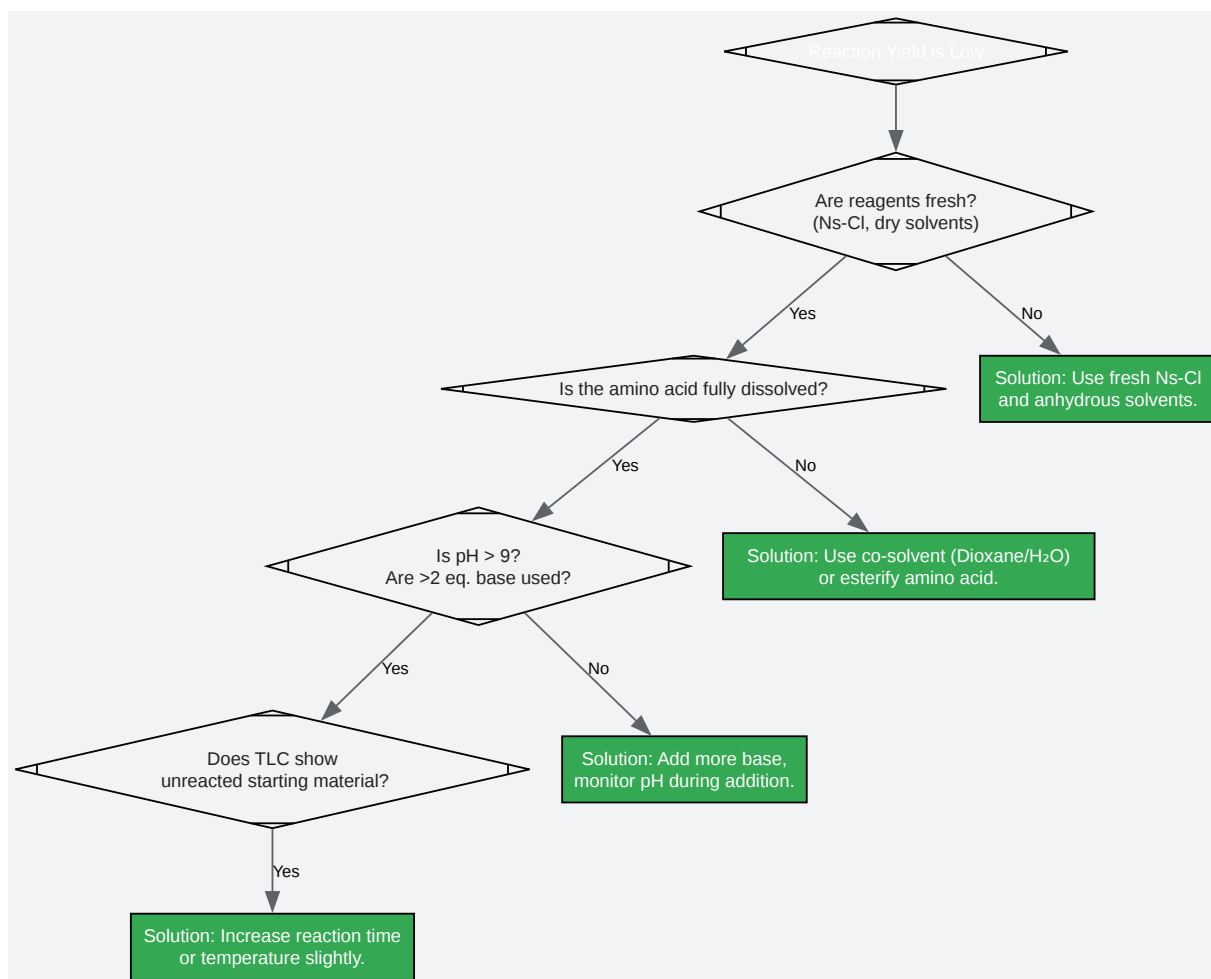 Reaction Yield is Low
Are reagents fresh?
(Ns-Cl, dry solvents)
Yes
No
Is the amino acid fully dissolved?
Solution: Use fresh Ns-Cl
and anhydrous solvents.
Yes
No
Is pH > 9?
Are >2 eq. base used?
Solution: Use co-solvent (Dioxane/H₂O)
or esterify amino acid.
Yes
No
Does TLC show
unreacted starting material?
Solution: Add more base,
monitor pH during addition.
Yes
Solution: Increase reaction time
or temperature slightly.